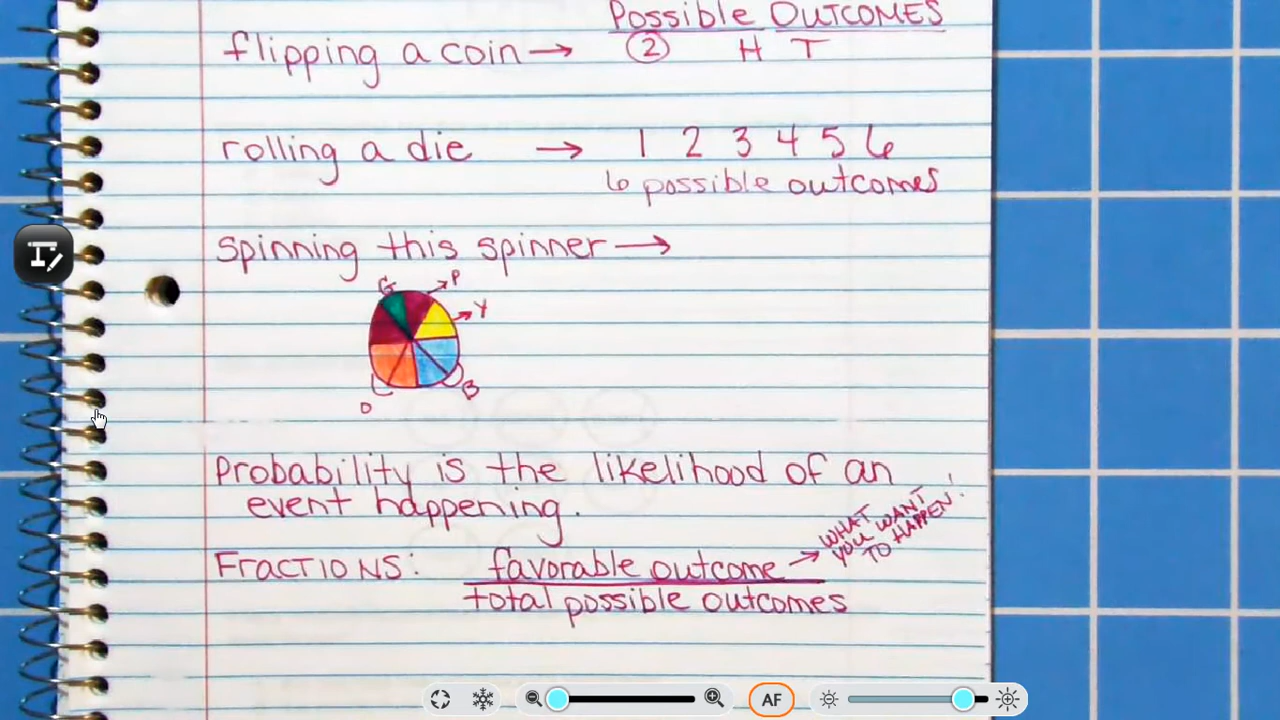 Possible OUTCOMES
flipping a coin → 2 H T
rolling a die → 1 2 3 4 5 6
6 possible outcomes
Spinning this spinner →
G P
Y
B
O
Probability is the likelihood of an
event happening.
FRACTIONS: favorable outcome → WHAT
YOU WANT
TO HAPPEN!
total possible outcomes
AF